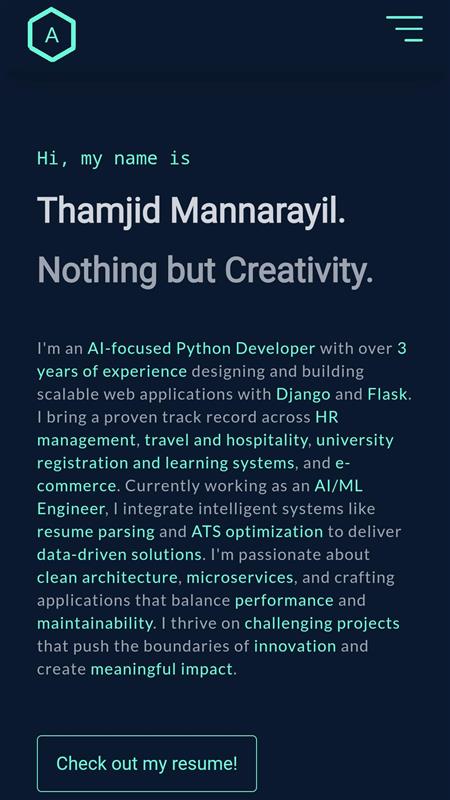 A
Hi, my name is
Thamjid Mannarayil.
Nothing but Creativity.
I'm an AI-focused Python Developer with over 3
years of experience designing and building
scalable web applications with Django and Flask.
I bring a proven track record across HR
management, travel and hospitality, university
registration and learning systems, and e-
commerce. Currently working as an AI/ML
Engineer, I integrate intelligent systems like
resume parsing and ATS optimization to deliver
data-driven solutions. I'm passionate about
clean architecture, microservices, and crafting
applications that balance performance and
maintainability. I thrive on challenging projects
that push the boundaries of innovation and
create meaningful impact.
Check out my resume!